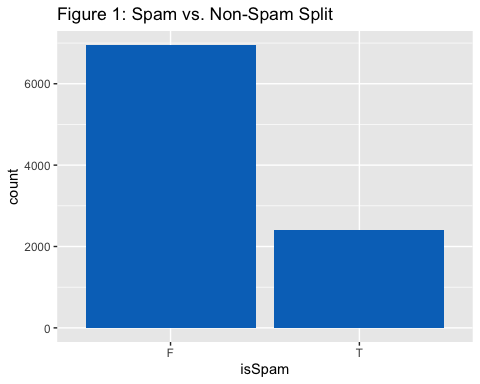 Figure 1: Spam vs. Non-Spam Split
6000
4000
2000
0
count
F T
isSpam